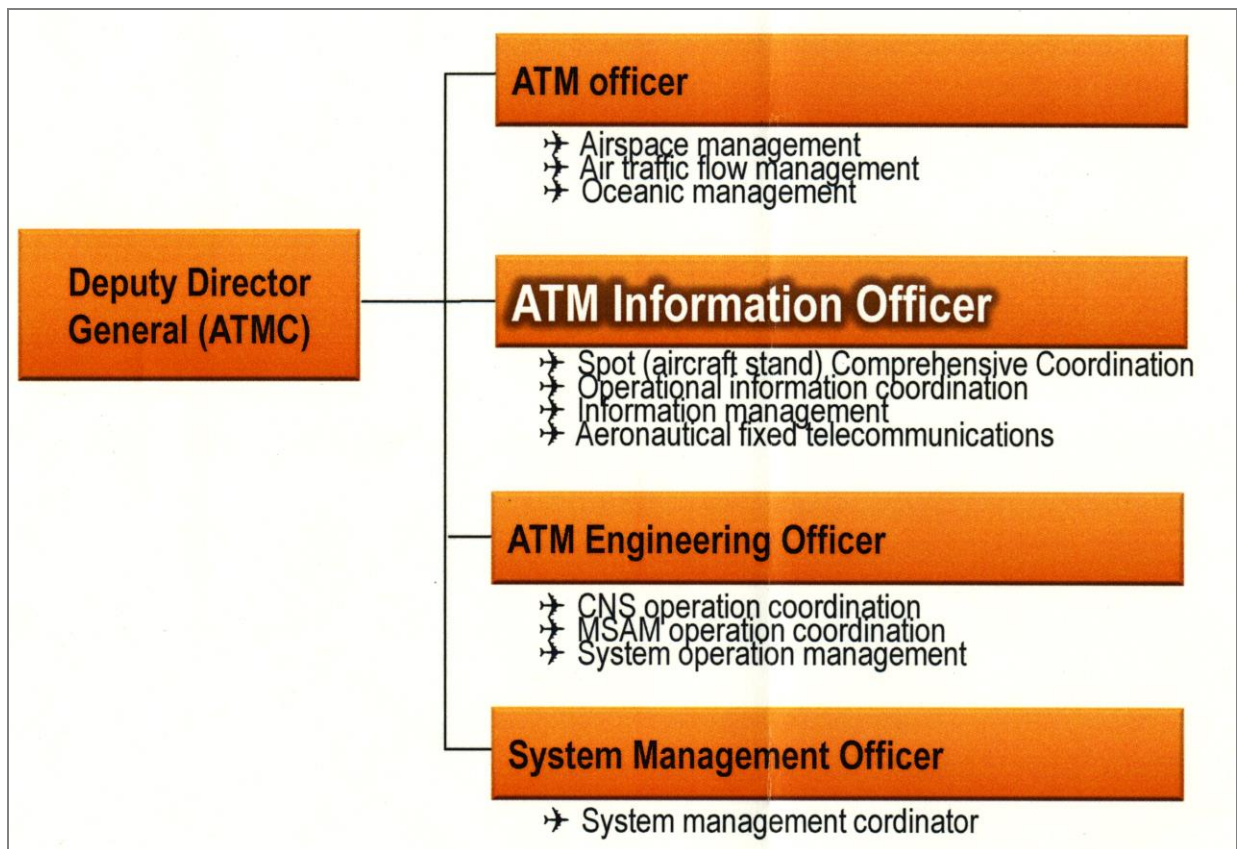 Deputy Director
General (ATMC)
ATM officer
Airspace management
Air traffic flow management
Oceanic management
ATM Information Officer
Spot (aircraft stand) Comprehensive Coordination
Operational information coordination
Information management
Aeronautical fixed telecommunications
ATM Engineering Officer
CNS operation coordination
MSAM operation coordination
System operation management
System Management Officer
System management cordinator